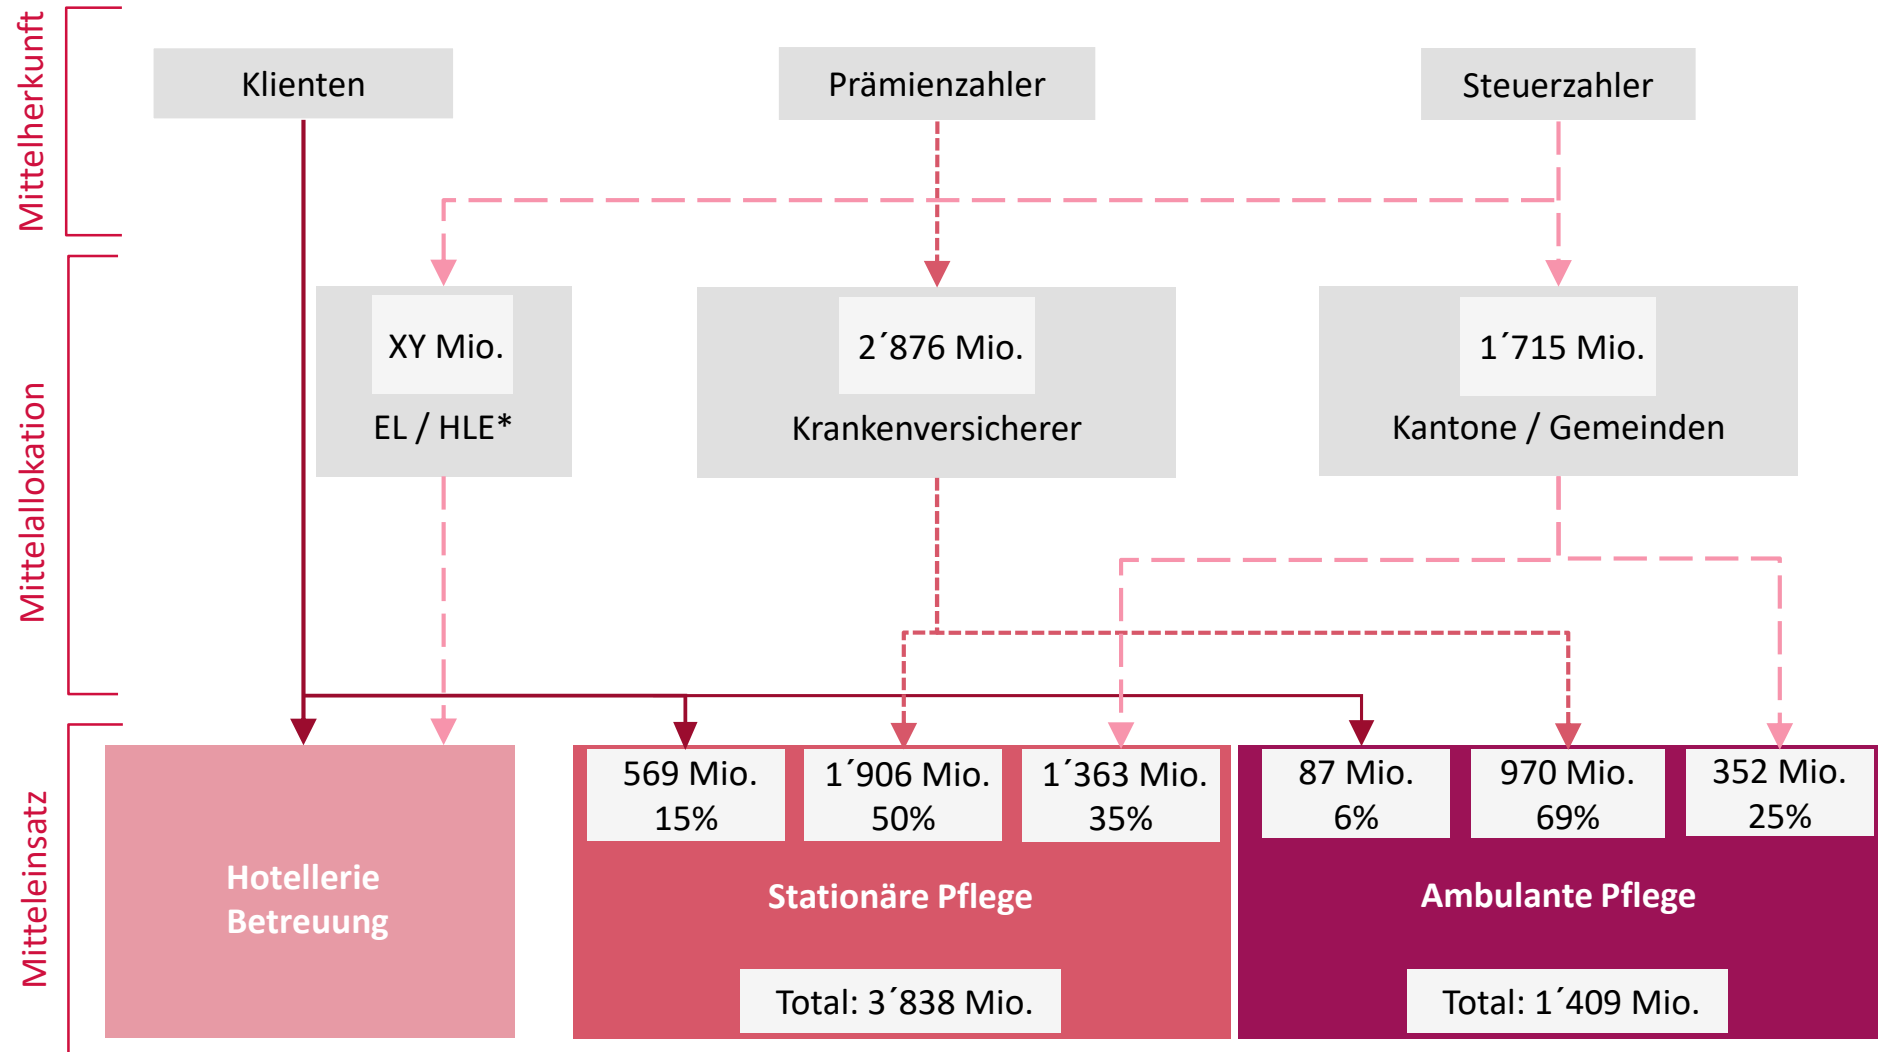 Mittelherkunft
Klienten
Prämienzahler
Steuerzahler
Mittelallokation
XY Mio.
EL / HLE*
2´876 Mio.
Krankenversicherer
1´715 Mio.
Kantone / Gemeinden
Mitteleinsatz
Hotellerie
Betreuung
569 Mio.
15%
1´906 Mio.
50%
1´363 Mio.
35%
Stationäre Pflege
Total: 3´838 Mio.
87 Mio.
6%
970 Mio.
69%
352 Mio.
25%
Ambulante Pflege
Total: 1´409 Mio.